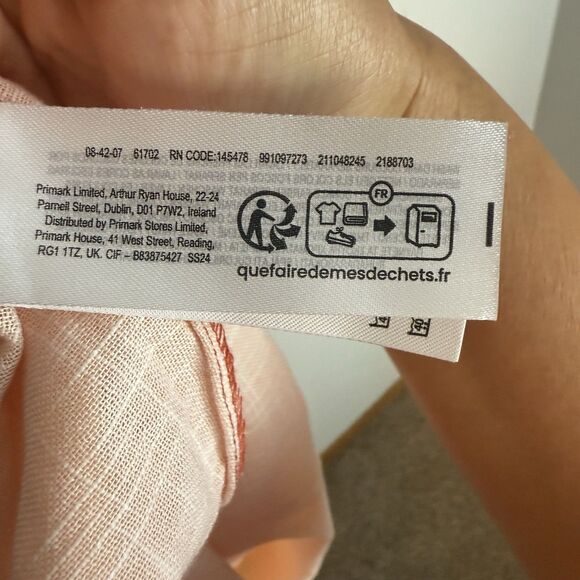 08-42-07 61702 RN CODE:145478 991097273 211048245 2188703
Primark Limited, Arthur Ryan House, 22-24
Parnell Street, Dublin, D01 P7W2, Ireland
Distributed by Primark Stores Limited,
Primark House, 41 West Street, Reading,
RG1 1TZ, UK. CIF – B83875427 SS24
FR
quefairedemesdechets.fr